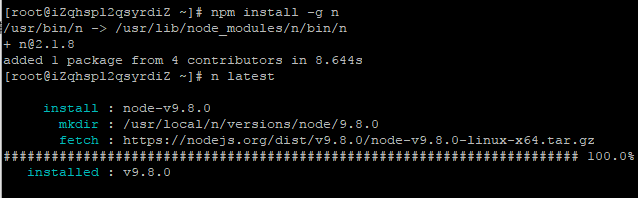 [root@iZqhspl2qsyrdiZ ~]# npm install -g n
/usr/bin/n -> /usr/lib/node_modules/n/bin/n
+ n@2.1.8
added 1 package from 4 contributors in 8.644s
[root@iZqhspl2qsyrdiZ ~]# n latest
install : node-v9.8.0
mkdir : /usr/local/n/versions/node/9.8.0
fetch : https://nodejs.org/dist/v9.8.0/node-v9.8.0-linux-x64.tar.gz
######################################################################## 100.0%
installed : v9.8.0